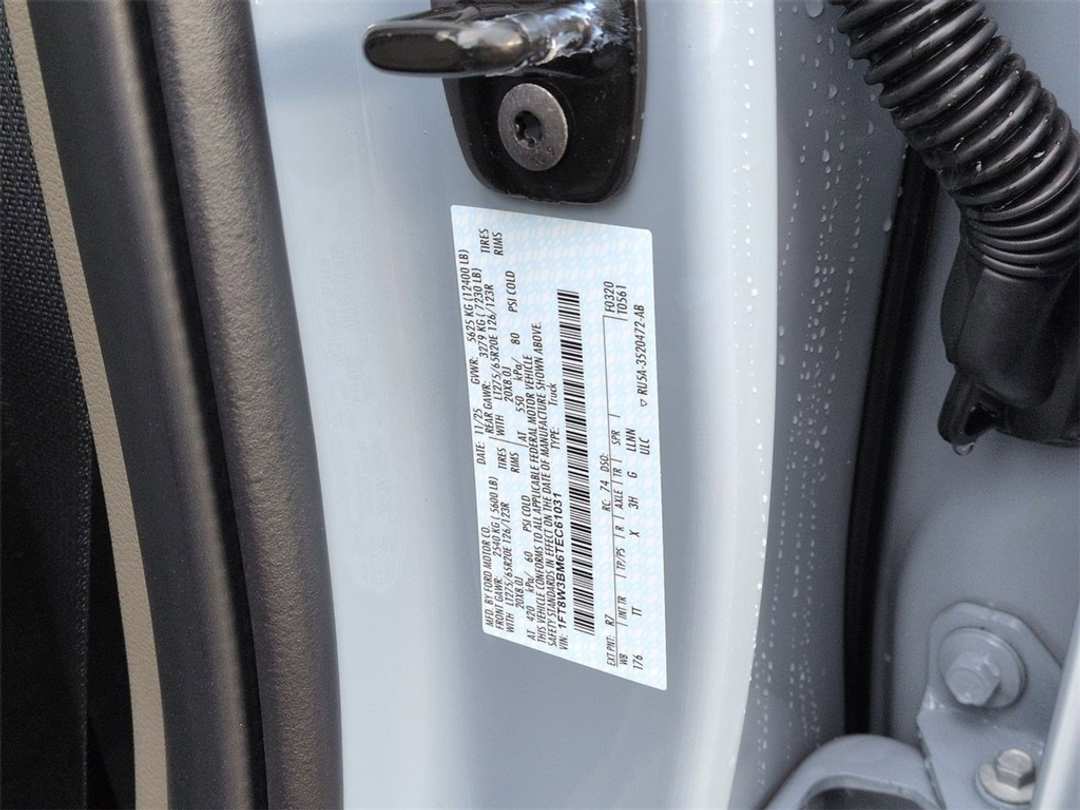 MFD. BY FORD MOTOR CO. DATE: 11/25 GVWR: 5625 KG (12400 LB)
FRONT GAWR: 2540 KG ( 5600 LB) REAR GAWR: 3279 KG ( 7230 LB)
WITH LT275/65R20E 126/123R TIRES WITH LT275/65R20E 126/123R TIRES
20X8.0J RIMS 20X8.0J RIMS
AT 420 kPa/ 60 PSI COLD AT 550 kPa/ 80 PSI COLD
THIS VEHICLE CONFORMS TO ALL APPLICABLE FEDERAL MOTOR VEHICLE
SAFETY STANDARDS IN EFFECT ON THE DATE OF MANUFACTURE SHOWN ABOVE.
VIN: 1FT8W3BM6TEC61031 TYPE: Truck
EXT PNT: R7 RC: 74 DSO: F0320
WB | INT TR | TP/PS | R | AXLE | TR | SPR | T0561
176 TT X 3H G LLNN
ULC ▽ RU5A-3520472-AB